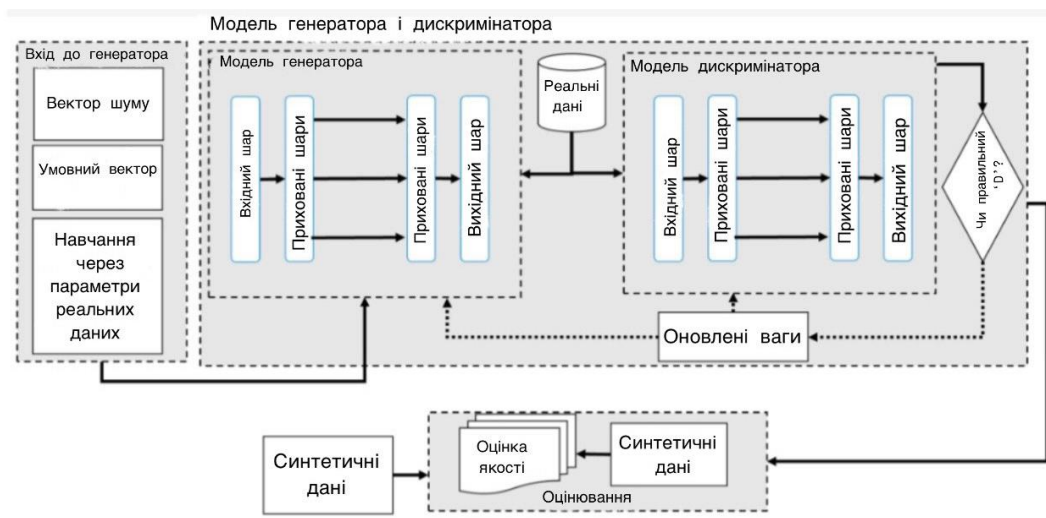 Модель генератора і дискримінатора
Вхід до генератора
Вектор шуму
Умовний вектор
Навчання
через
параметри
реальних
даних
Модель генератора
Вхідний шар
Приховані шари
Приховані шари
Вихідний шар
Реальні
дані
Модель дискримінатора
Вхідний шар
Приховані шари
Приховані шари
Вихідний шар
Чи правильний
'D'?
Оновлені ваги
Синтетичні
дані
Оцінка
якості
Синтетичні
дані
Оцінювання